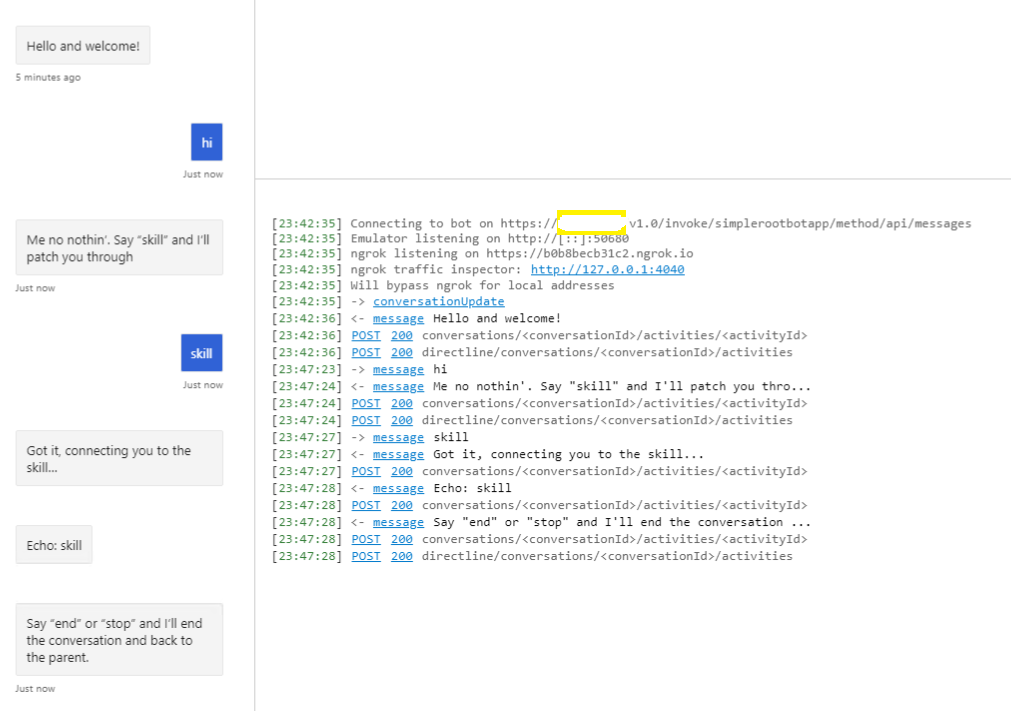 Hello and welcome!
5 minutes ago
hi
Just now
Me no nothin'. Say “skill” and I'll
patch you through
Just now
skill
Just now
Got it, connecting you to the
skill...
Echo: skill
Say “end” or “stop” and I'll end
the conversation and back to
the parent.
Just now
[23:42:35] Connecting to bot on https:// v1.0/invoke/simplerootbotapp/method/api/messages
[23:42:35] Emulator listening on http://[::]:50680
[23:42:35] ngrok listening on https://b0b8becb31c2.ngrok.io
[23:42:35] ngrok traffic inspector: http://127.0.0.1:4040
[23:42:35] Will bypass ngrok for local addresses
[23:42:35] -> conversationUpdate
[23:42:36] <- message Hello and welcome!
[23:42:36] POST 200 conversations/<conversationId>/activities/<activityId>
[23:42:36] POST 200 directline/conversations/<conversationId>/activities
[23:47:23] -> message hi
[23:47:24] <- message Me no nothin'. Say "skill" and I'll patch you thro...
[23:47:24] POST 200 conversations/<conversationId>/activities/<activityId>
[23:47:24] POST 200 directline/conversations/<conversationId>/activities
[23:47:27] -> message skill
[23:47:27] <- message Got it, connecting you to the skill...
[23:47:27] POST 200 conversations/<conversationId>/activities/<activityId>
[23:47:28] <- message Echo: skill
[23:47:28] POST 200 conversations/<conversationId>/activities/<activityId>
[23:47:28] <- message Say "end" or "stop" and I'll end the conversation ...
[23:47:28] POST 200 conversations/<conversationId>/activities/<activityId>
[23:47:28] POST 200 directline/conversations/<conversationId>/activities